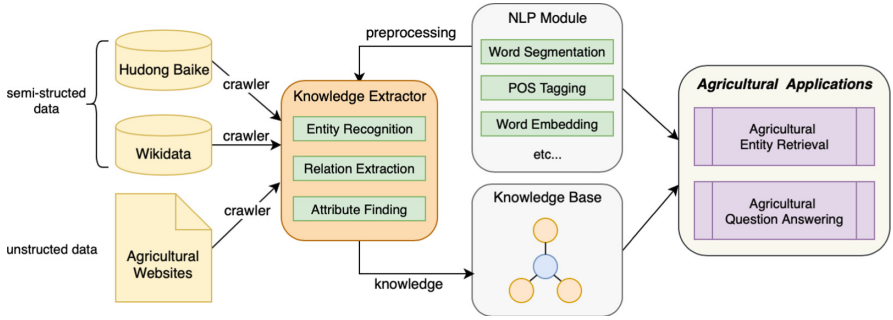 semi-structed
data
Hudong Baike
Wikidata
crawler
crawler
unstructed data
Agricultural
Websites
crawler
preprocessing
Knowledge Extractor
Entity Recognition
Relation Extraction
Attribute Finding
knowledge
NLP Module
Word Segmentation
POS Tagging
Word Embedding
etc...
Knowledge Base
Agricultural Applications
Agricultural
Entity Retrieval
Agricultural
Question Answering